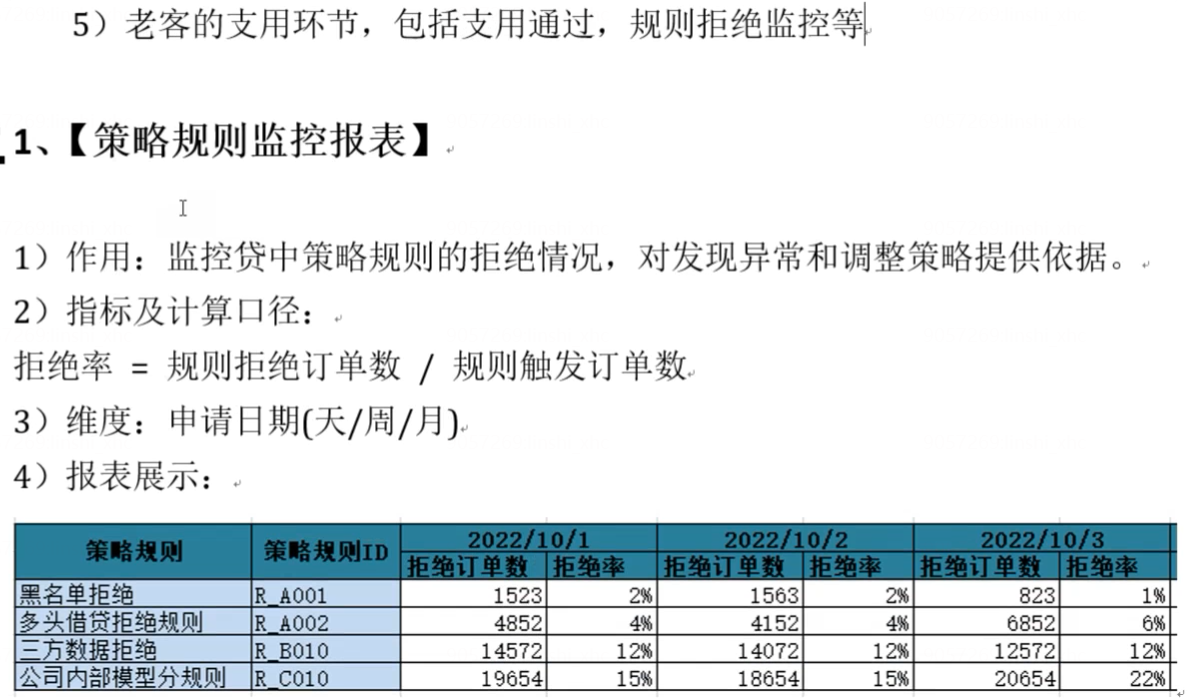 5）老客的支用环节，包括支用通过，规则拒绝监控等
1、【策略规则监控报表】
1）作用：监控贷中策略规则的拒绝情况，对发现异常和调整策略提供依据。
2）指标及计算口径：
拒绝率 = 规则拒绝订单数 / 规则触发订单数
3）维度：申请日期(天/周/月)
4）报表展示：
策略规则 策略规则ID 2022/10/1 2022/10/2 2022/10/3
拒绝订单数 拒绝率 拒绝订单数 拒绝率 拒绝订单数 拒绝率
黑名单拒绝 R_A001 1523 2% 1563 2% 823 1%
多头借贷拒绝规则 R_A002 4852 4% 4152 4% 6852 6%
三方数据拒绝 R_B010 14572 12% 14072 12% 12572 12%
公司内部模型分规则 R_C010 19654 15% 18654 15% 20654 22%